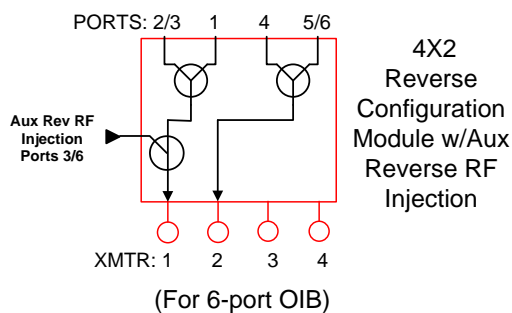 PORTS: 2/3 1 4 5/6
4X2
Reverse
Configuration
Module w/Aux
Reverse RF
Injection
Aux Rev RF
Injection
Ports 3/6
XMTR: 1 2 3 4
(For 6-port OIB)